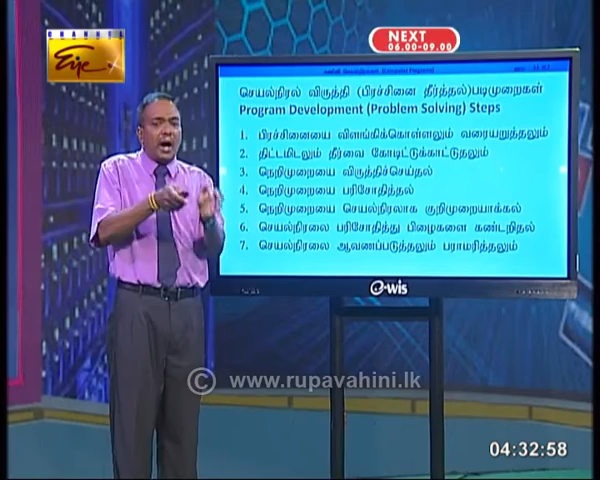 CHANNEL
Eye
NEXT
06.00-09.00
செயல்நிரல் விருத்தி (பிரச்சினை தீர்த்தல்)படிமுறைகள்
Program Development (Problem Solving) Steps
1. பிரச்சினையை விளங்கிக்கொள்ளலும் வரையறுத்தலும்
2. திட்டமிடலும் தீர்வை கோடிட்டுக்காட்டுதலும்
3. நெறிமுறையை விருத்திச்செய்தல்
4. நெறிமுறையை பரிசோதித்தல்
5. நெறிமுறையை செயல்நிரலாக குறிமுறையாக்கல்
6. செயல்நிரலை பரிசோதித்து பிழைகளை கண்டறிதல்
7. செயல்நிரலை ஆவணப்படுத்தலும் பராமரித்தலும்
e-wis
© www.rupavahini.lk
04:32:58